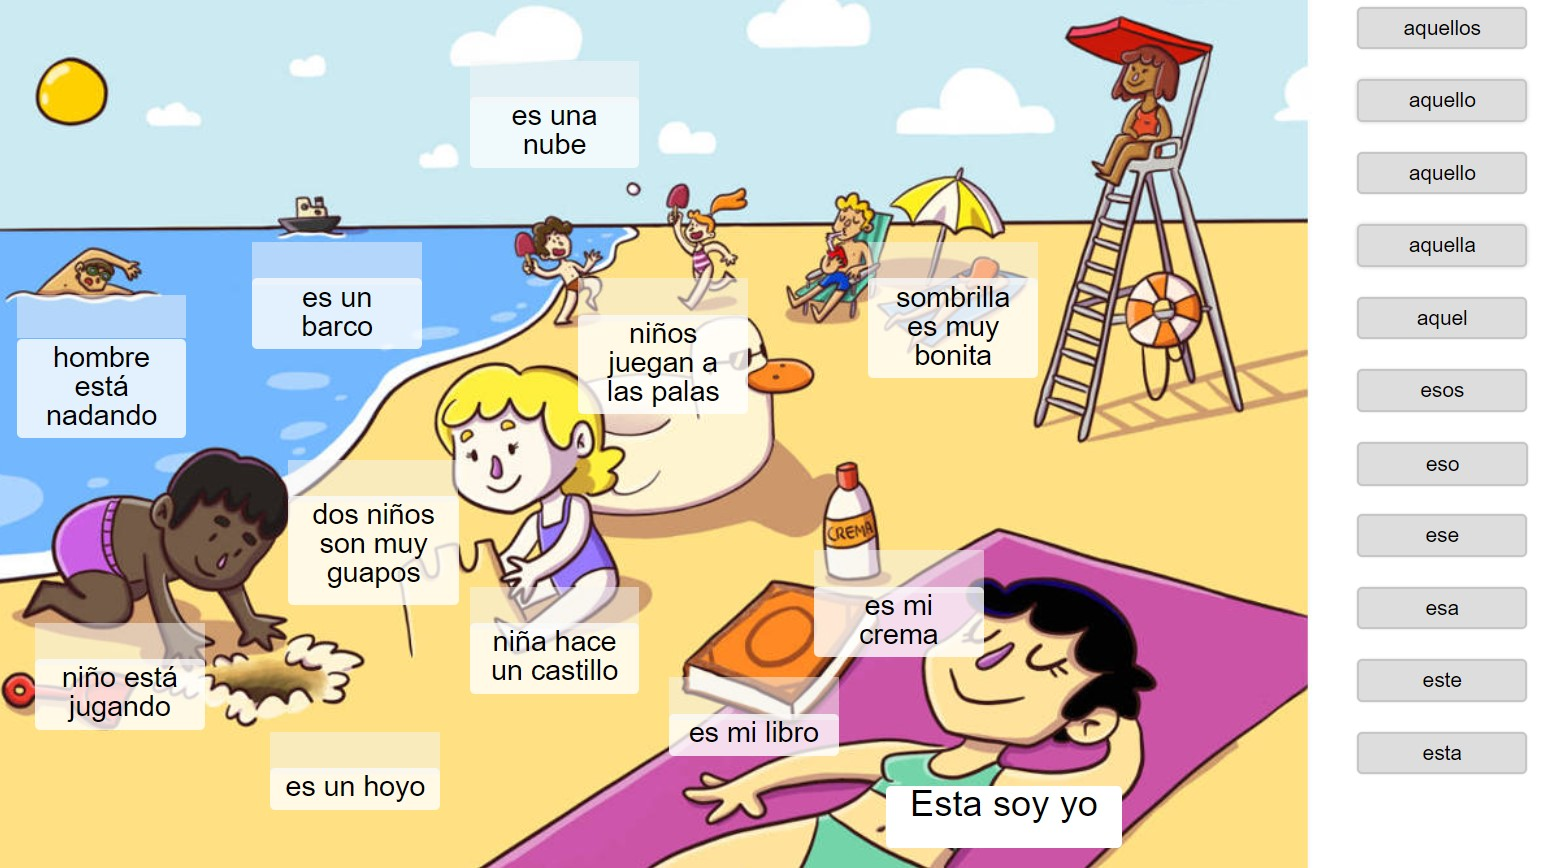 es una
nube
es un
barco
sombrilla
es muy
bonita
niños
juegan a
las palas
hombre
está
nadando
dos niños
son muy
guapos
CREMA
es mi
crema
niña hace
un castillo
niño está
jugando
es mi libro
es un hoyo
Esta soy yo
aquellos
aquello
aquello
aquella
aquel
esos
eso
ese
esa
este
esta